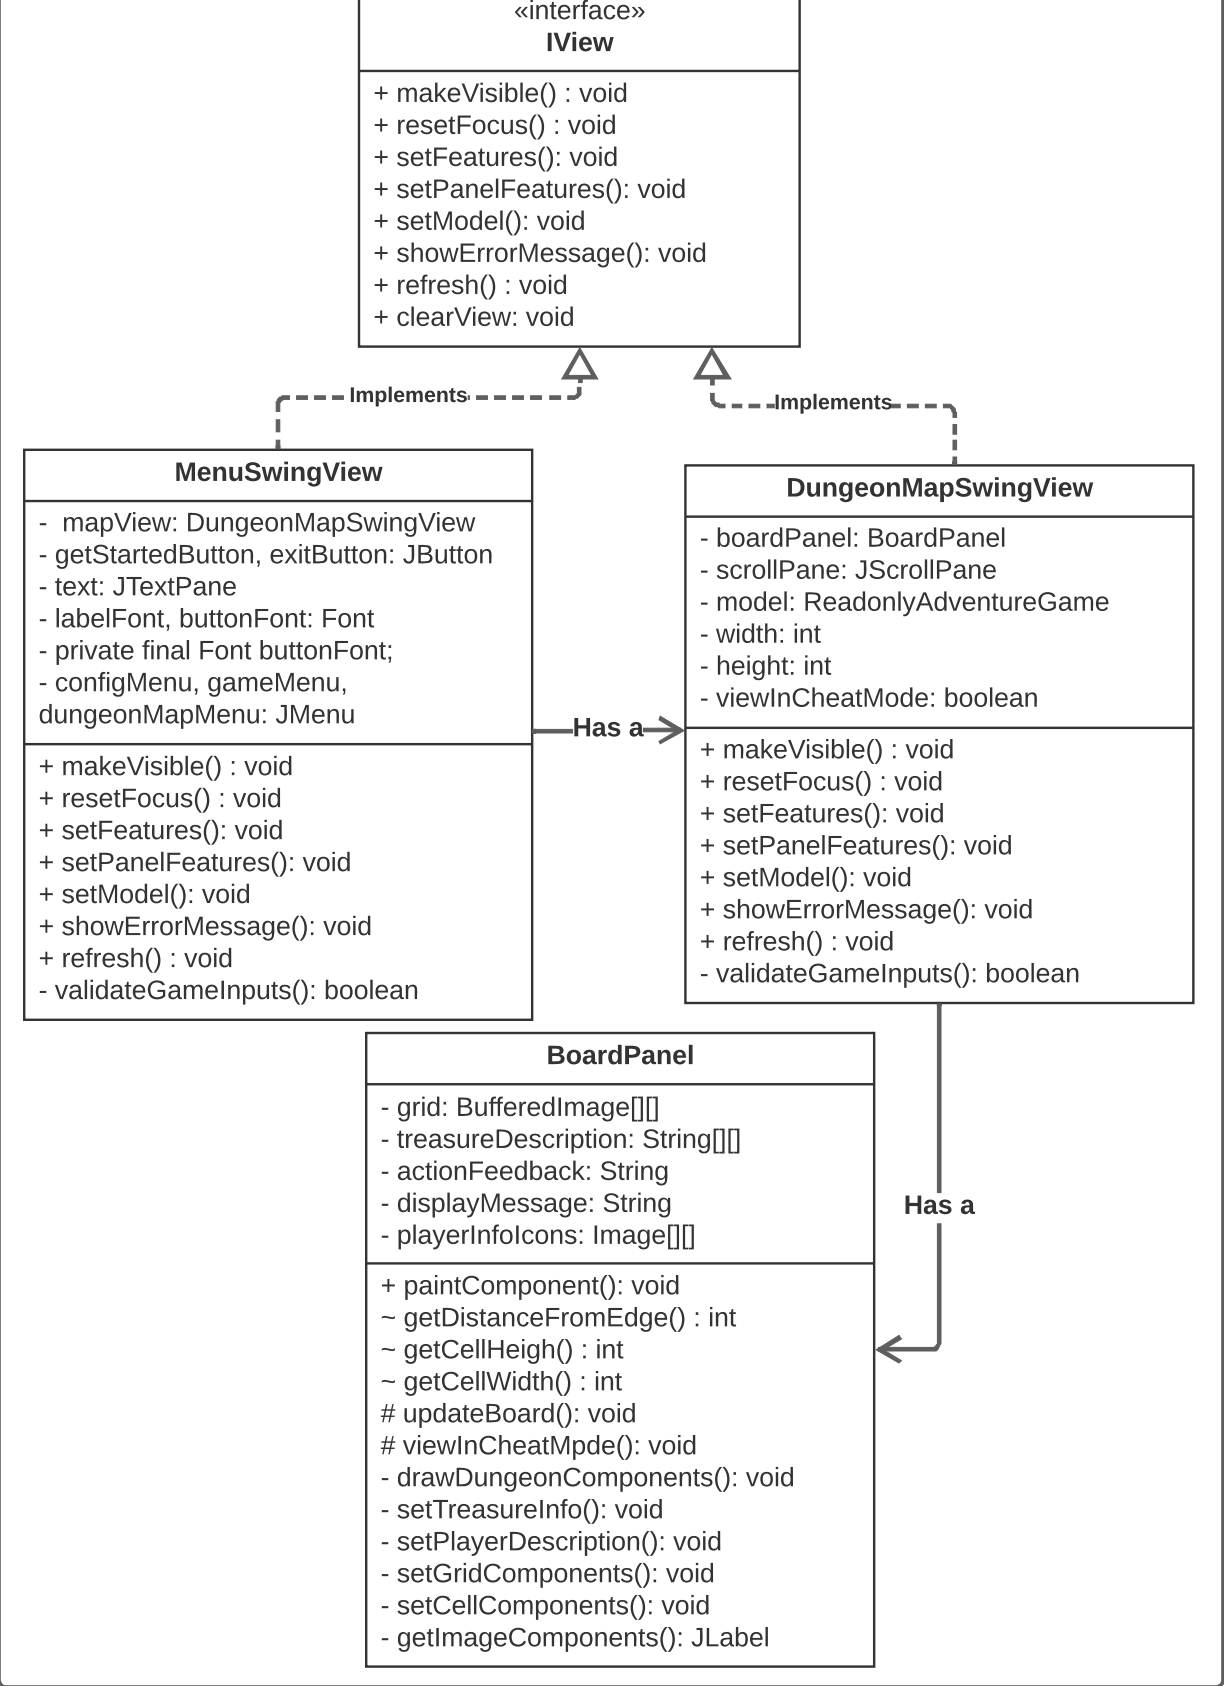 «interface»
IView
+ makeVisible() : void
+ resetFocus() : void
+ setFeatures(): void
+ setPanelFeatures(): void
+ setModel(): void
+ showErrorMessage(): void
+ refresh() : void
+ clearView: void
Implements
Implements
MenuSwingView
- mapView: DungeonMapSwingView
- getStartedButton, exitButton: JButton
- text: JTextPane
- labelFont, buttonFont: Font
- private final Font buttonFont;
- configMenu, gameMenu,
dungeonMapMenu: JMenu
+ makeVisible() : void
+ resetFocus() : void
+ setFeatures(): void
+ setPanelFeatures(): void
+ setModel(): void
+ showErrorMessage(): void
+ refresh() : void
- validateGameInputs(): boolean
Has a
DungeonMapSwingView
- boardPanel: BoardPanel
- scrollPane: JScrollPane
- model: ReadonlyAdventureGame
- width: int
- height: int
- viewInCheatMode: boolean
+ makeVisible() : void
+ resetFocus() : void
+ setFeatures(): void
+ setPanelFeatures(): void
+ setModel(): void
+ showErrorMessage(): void
+ refresh() : void
- validateGameInputs(): boolean
Has a
BoardPanel
- grid: BufferedImage[][]
- treasureDescription: String[][]
- actionFeedback: String
- displayMessage: String
- playerInfoIcons: Image[][]
+ paintComponent(): void
~ getDistanceFromEdge() : int
~ getCellHeigh() : int
~ getCellWidth() : int
# updateBoard(): void
# viewInCheatMpde(): void
- drawDungeonComponents(): void
- setTreasureInfo(): void
- setPlayerDescription(): void
- setGridComponents(): void
- setCellComponents(): void
- getImageComponents(): JLabel